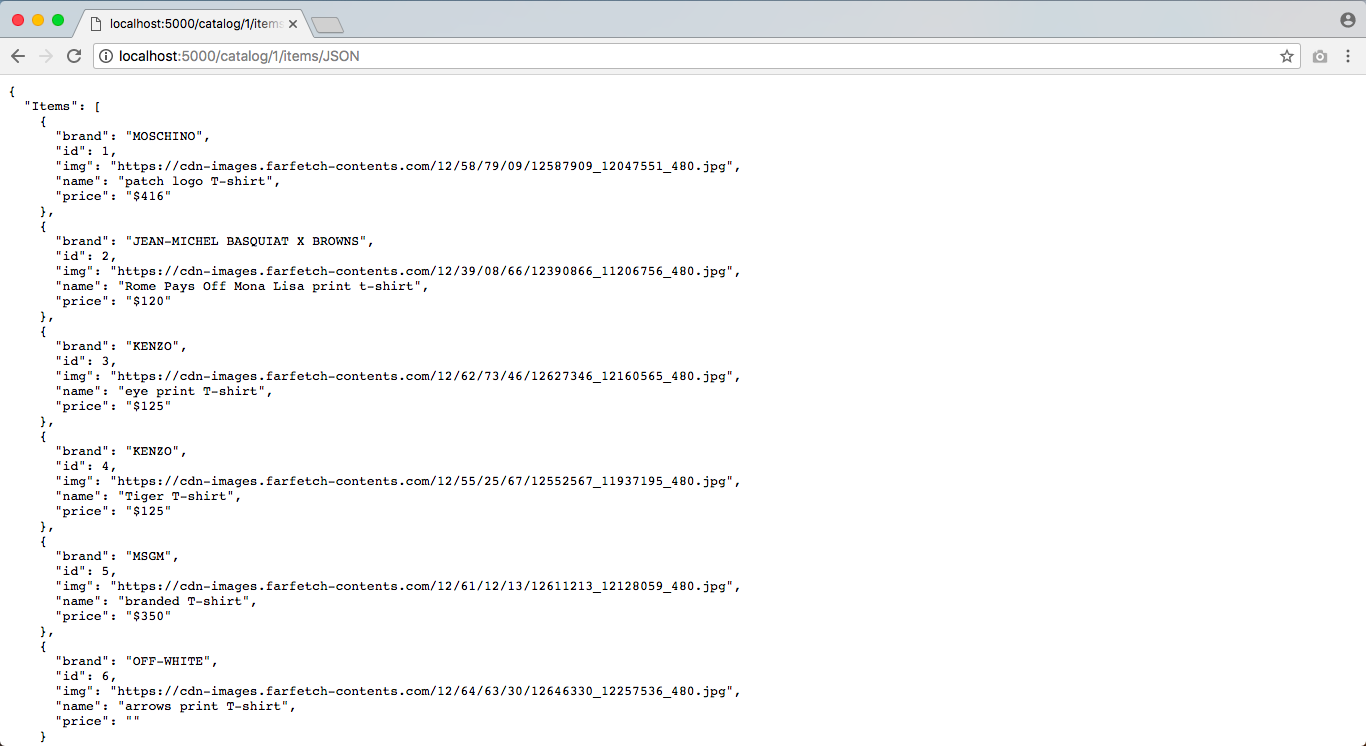 localhost:5000/catalog/1/item
localhost:5000/catalog/1/items/JSON
{
  "Items": [
    {
      "brand": "MOSCHINO",
      "id": 1,
      "img": "https://cdn-images.farfetch-contents.com/12/58/79/09/12587909_12047551_480.jpg",
      "name": "patch logo T-shirt",
      "price": "$416"
    },
    {
      "brand": "JEAN-MICHEL BASQUIAT X BROWNS",
      "id": 2,
      "img": "https://cdn-images.farfetch-contents.com/12/39/08/66/12390866_11206756_480.jpg",
      "name": "Rome Pays Off Mona Lisa print t-shirt",
      "price": "$120"
    },
    {
      "brand": "KENZO",
      "id": 3,
      "img": "https://cdn-images.farfetch-contents.com/12/62/73/46/12627346_12160565_480.jpg",
      "name": "eye print T-shirt",
      "price": "$125"
    },
    {
      "brand": "KENZO",
      "id": 4,
      "img": "https://cdn-images.farfetch-contents.com/12/55/25/67/12552567_11937195_480.jpg",
      "name": "Tiger T-shirt",
      "price": "$125"
    },
    {
      "brand": "MSGM",
      "id": 5,
      "img": "https://cdn-images.farfetch-contents.com/12/61/12/13/12611213_12128059_480.jpg",
      "name": "branded T-shirt",
      "price": "$350"
    },
    {
      "brand": "OFF-WHITE",
      "id": 6,
      "img": "https://cdn-images.farfetch-contents.com/12/64/63/30/12646330_12257536_480.jpg",
      "name": "arrows print T-shirt",
      "price": ""
    }